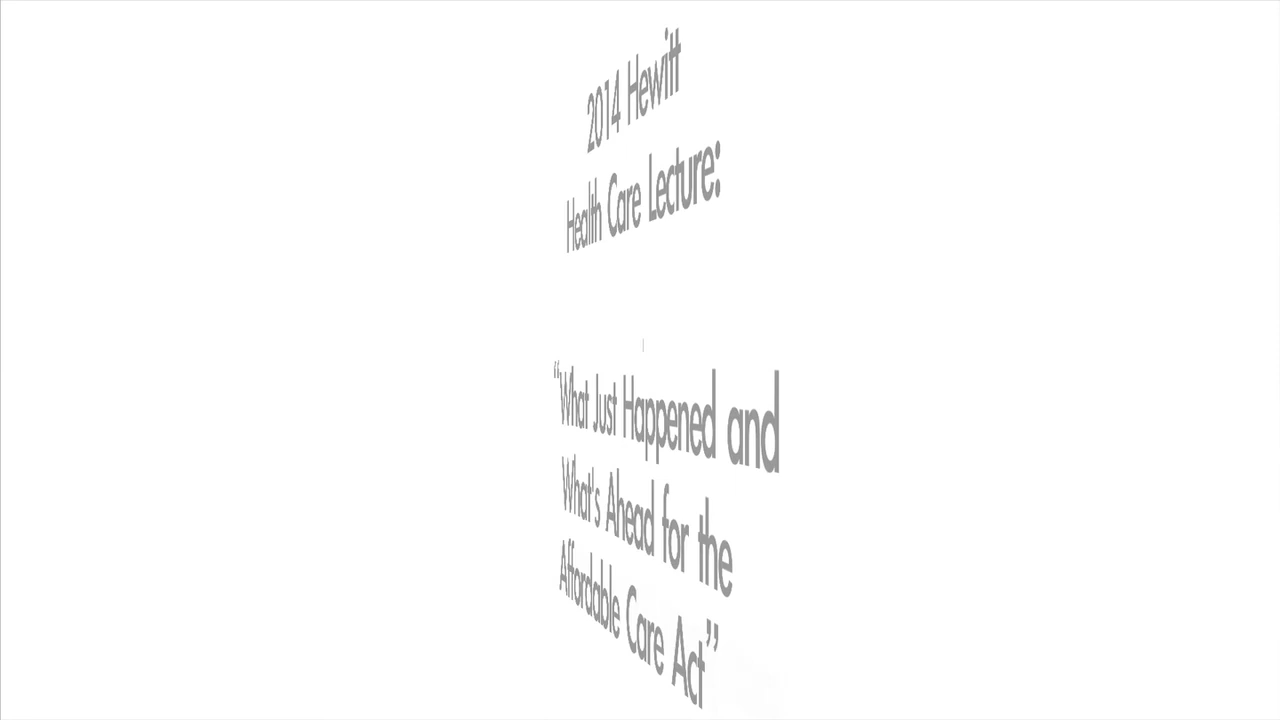 2014 Hewitt
Health Care Lecture:
“What Just Happened and
What's Ahead for the
Affordable Care Act”